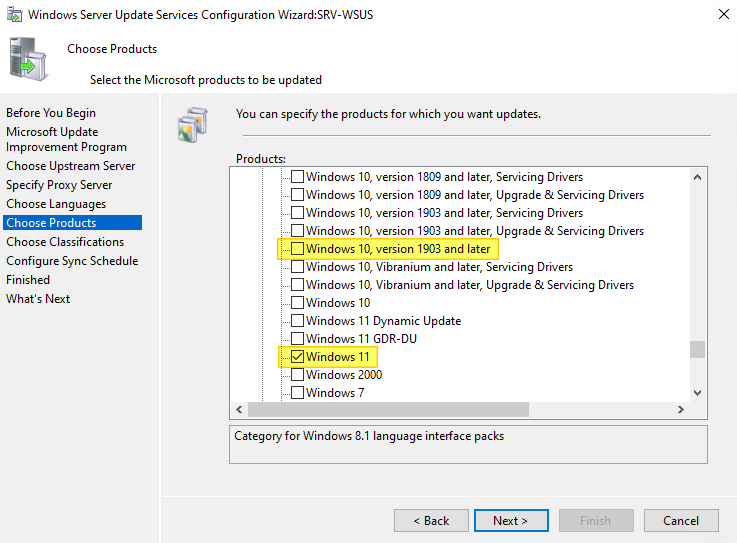 Windows Server Update Services Configuration Wizard:SRV-WSUS
Choose Products
Select the Microsoft products to be updated
Before You Begin
Microsoft Update
Improvement Program
Choose Upstream Server
Specify Proxy Server
Choose Languages
Choose Products
Choose Classifications
Configure Sync Schedule
Finished
What's Next
You can specify the products for which you want updates.
Products:
Windows 10, version 1809 and later, Servicing Drivers
Windows 10, version 1809 and later, Upgrade & Servicing Drivers
Windows 10, version 1903 and later, Servicing Drivers
Windows 10, version 1903 and later, Upgrade & Servicing Drivers
Windows 10, version 1903 and later
Windows 10, Vibranium and later, Servicing Drivers
Windows 10, Vibranium and later, Upgrade & Servicing Drivers
Windows 10
Windows 11 Dynamic Update
Windows 11 GDR-DU
Windows 11
Windows 2000
Windows 7
Category for Windows 8.1 language interface packs
< Back
Next >
Finish
Cancel